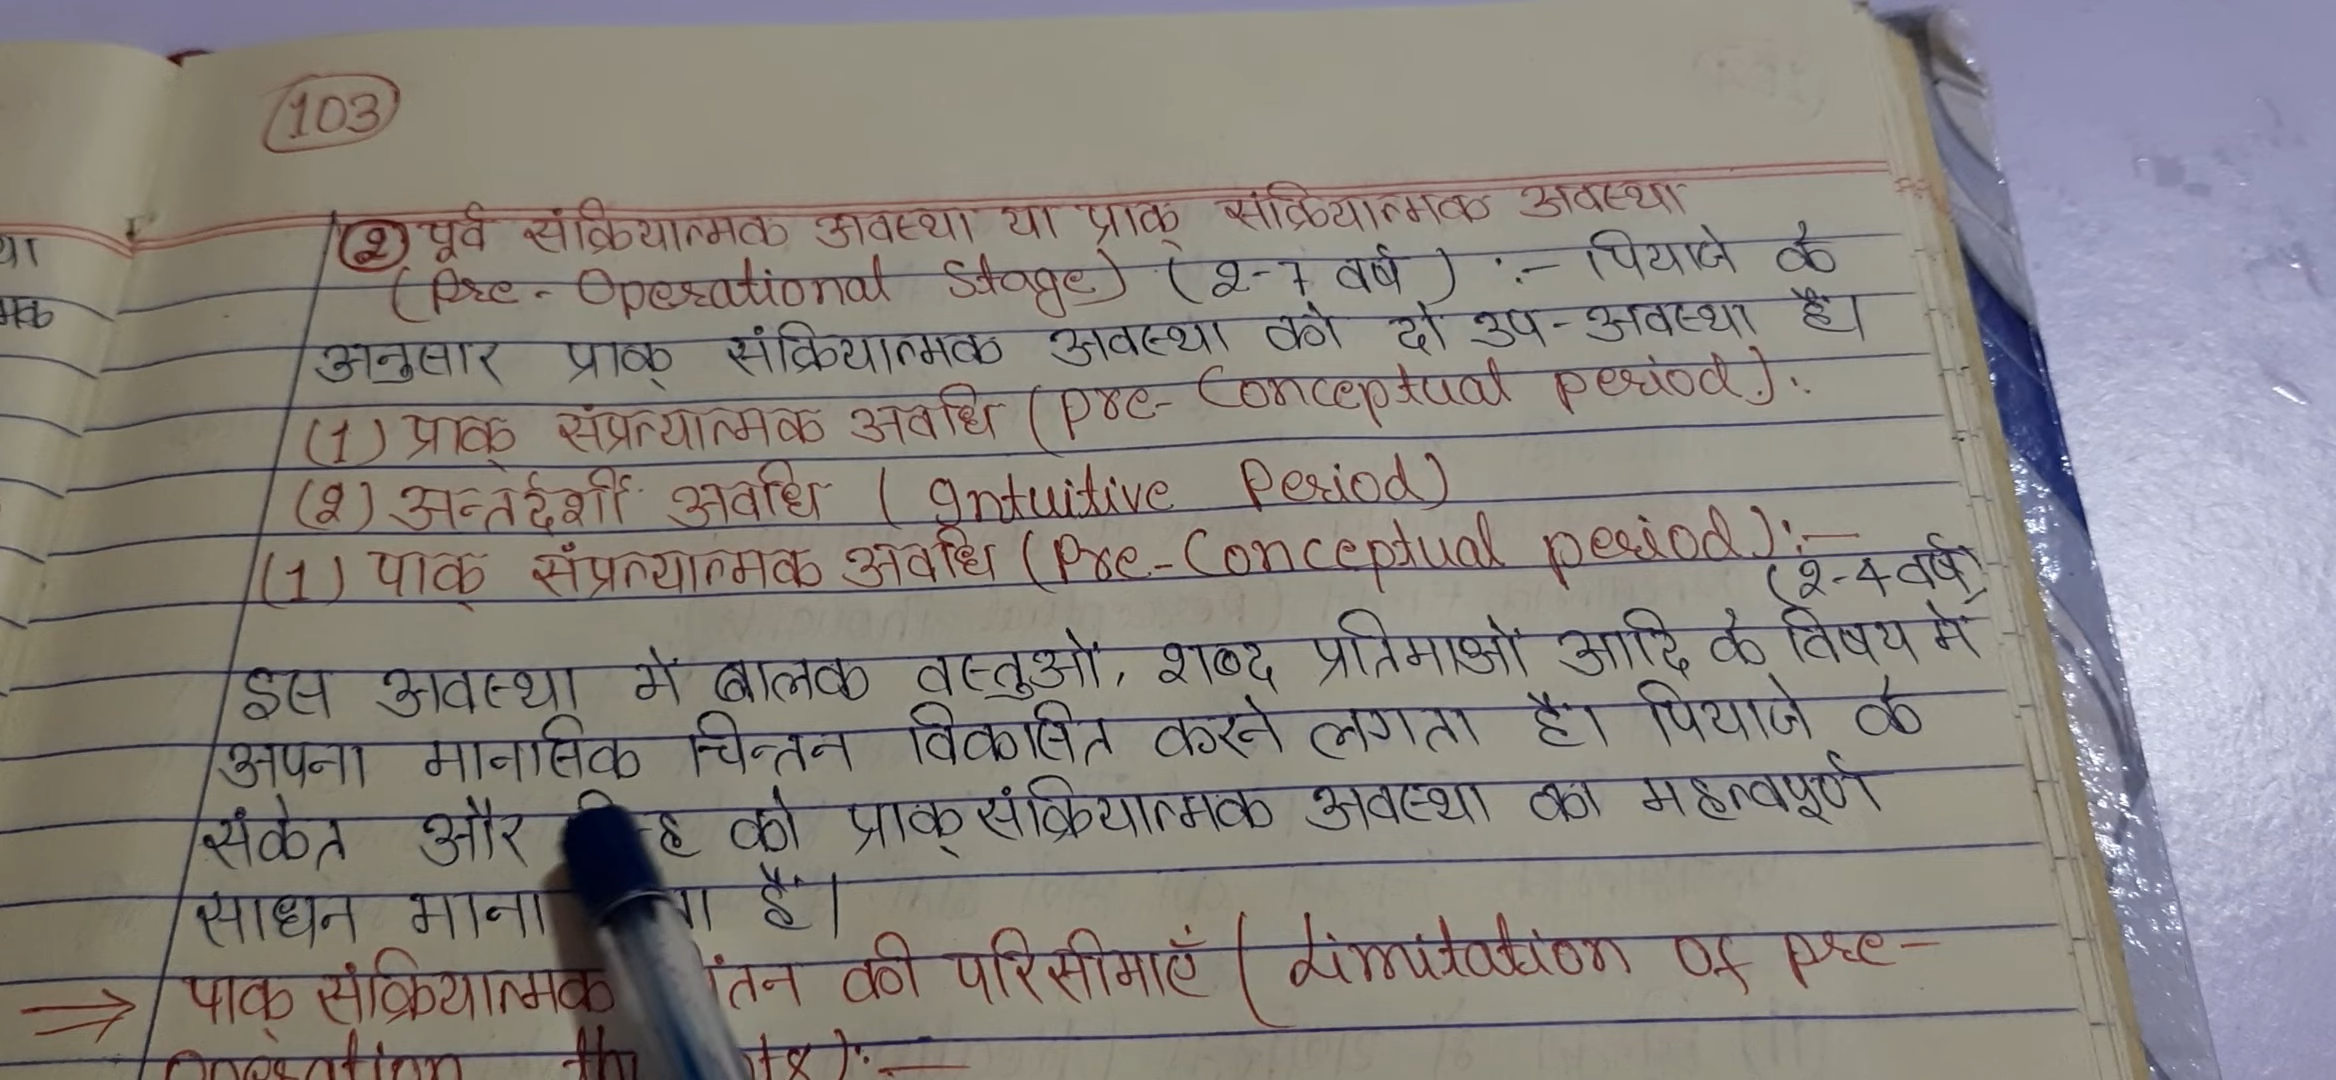 103
② पूर्व संक्रियात्मक अवस्था या प्राक् संक्रियात्मक अवस्था
(Pre-Operational Stage) (2-7 वर्ष) :- पियाजे के
अनुसार प्राक् संक्रियात्मक अवस्था को दो उप-अवस्था है।
(1) प्राक् संप्रत्यात्मक अवधि (Pre-Conceptual period):
(2) अन्तर्दर्शी अवधि (Intuitive Period)
(1) पाक् संप्रत्यात्मक अवधि (Pre-Conceptual period):-
(2-4 वर्ष)
इस अवस्था में बालक वस्तुओं, शब्द प्रतिमाओं आदि के विषय में
अपना मानसिक चिन्तन विकसित करने लगता है। पियाजे के
संकेत और को प्राक् संक्रियात्मक अवस्था का महत्वपूर्ण
साधन माना है।
⇒ पाक् संक्रियात्मक की परिसीमाएँ (Limitation of pre-